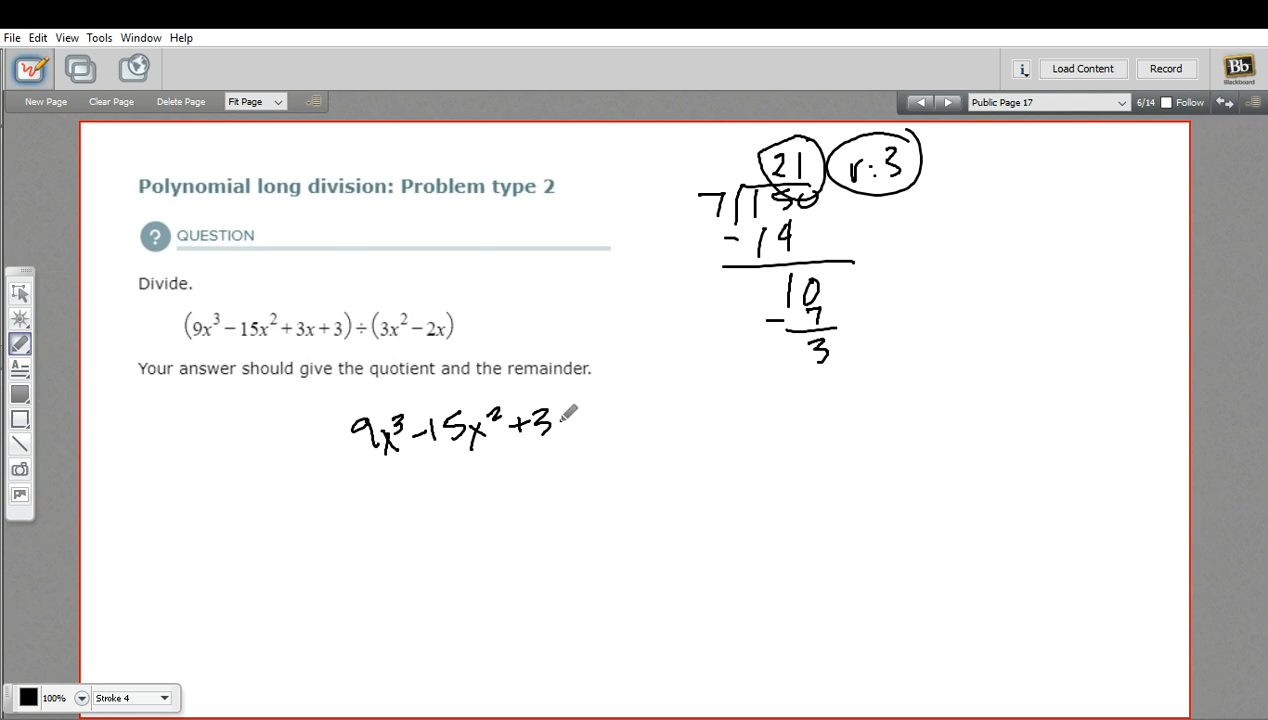 File Edit View Tools Window Help
Load Content Record Bb Blackboard
New Page Clear Page Delete Page Fit Page Public Page 17 6/14 Follow
Polynomial long division: Problem type 2
? QUESTION
Divide.
(9x³ − 15x² + 3x + 3) ÷ (3x² − 2x)
Your answer should give the quotient and the remainder.
9x³ -15x² +3
21 r:3
7 150
- 14
10
- 7
3
100% Stroke 4